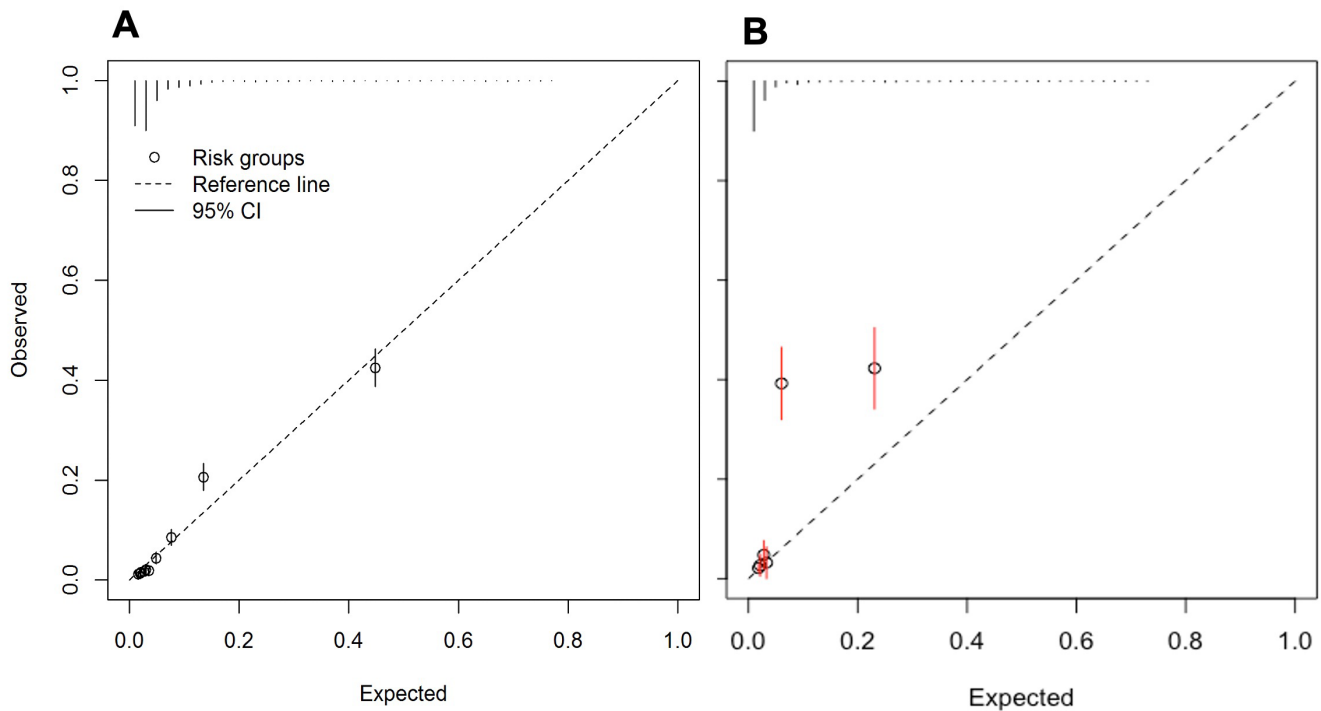 A
B
1.0
0.8
0.6
0.4
0.2
0.0
Observed
Risk groups
Reference line
95% CI
0.0 0.2 0.4 0.6 0.8 1.0
Expected
0.0 0.2 0.4 0.6 0.8 1.0
Expected